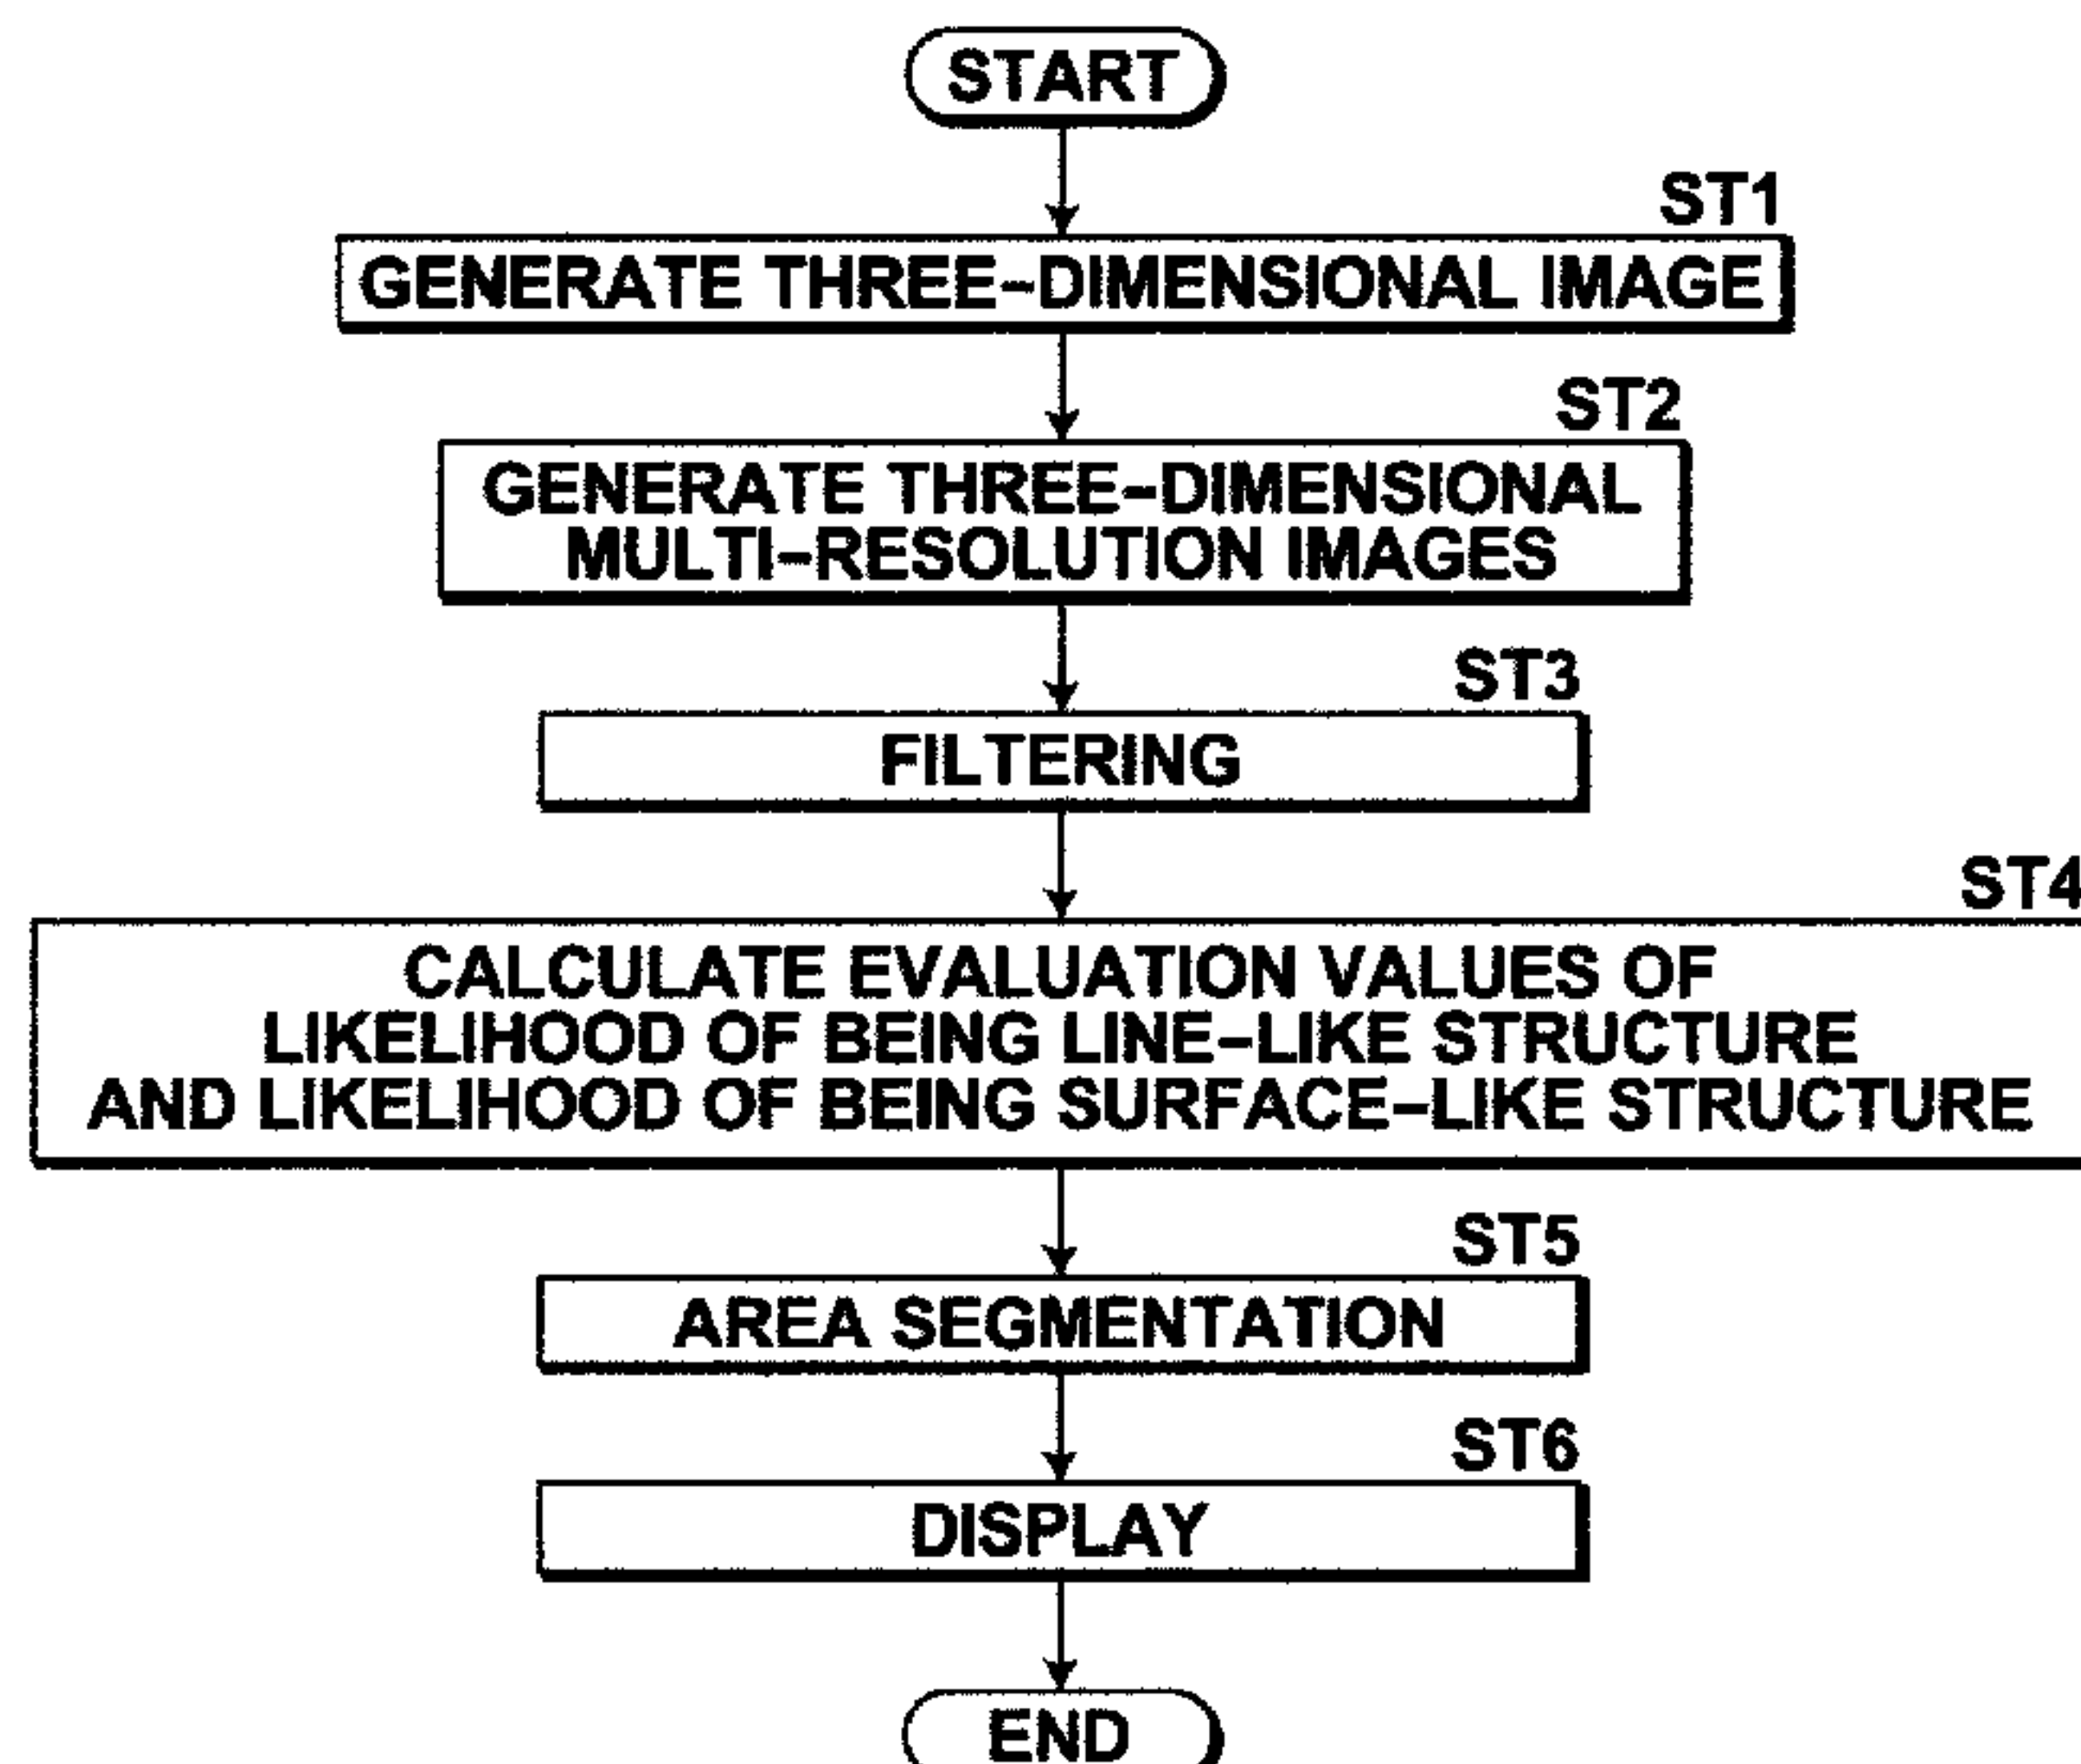 START
ST1
GENERATE THREE-DIMENSIONAL IMAGE
ST2
GENERATE THREE-DIMENSIONAL
MULTI-RESOLUTION IMAGES
ST3
FILTERING
ST4
CALCULATE EVALUATION VALUES OF
LIKELIHOOD OF BEING LINE-LIKE STRUCTURE
AND LIKELIHOOD OF BEING SURFACE-LIKE STRUCTURE
ST5
AREA SEGMENTATION
ST6
DISPLAY
END